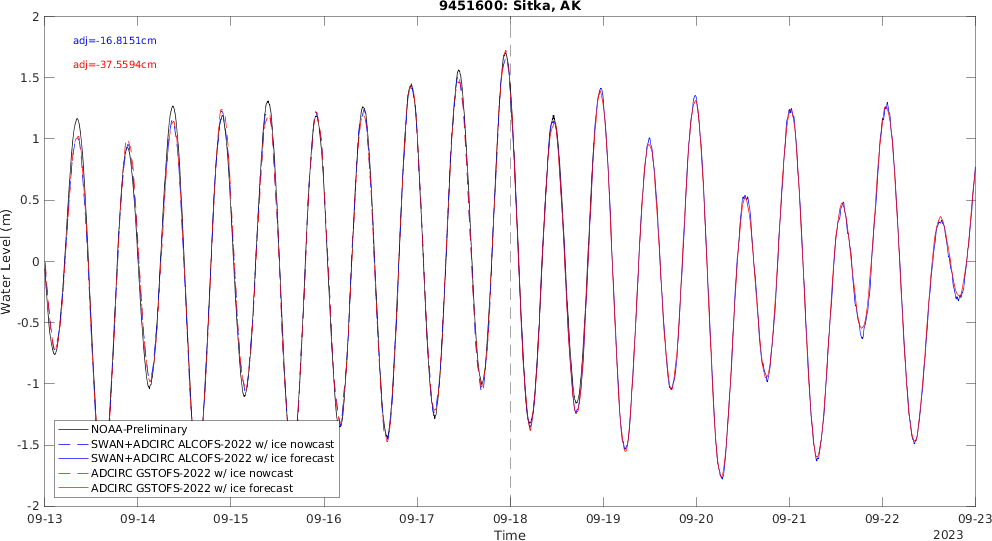 9451600: Sitka, AK
adj=-16.8151cm
adj=-37.5594cm
2
1.5
1
0.5
0
-0.5
-1
-1.5
-2
Water Level (m)
NOAA-Preliminary
SWAN+ADCIRC ALCOFS-2022 w/ ice nowcast
SWAN+ADCIRC ALCOFS-2022 w/ ice forecast
ADCIRC GSTOFS-2022 w/ ice nowcast
ADCIRC GSTOFS-2022 w/ ice forecast
09-13 09-14 09-15 09-16 09-17 09-18 09-19 09-20 09-21 09-22 09-23
Time
2023